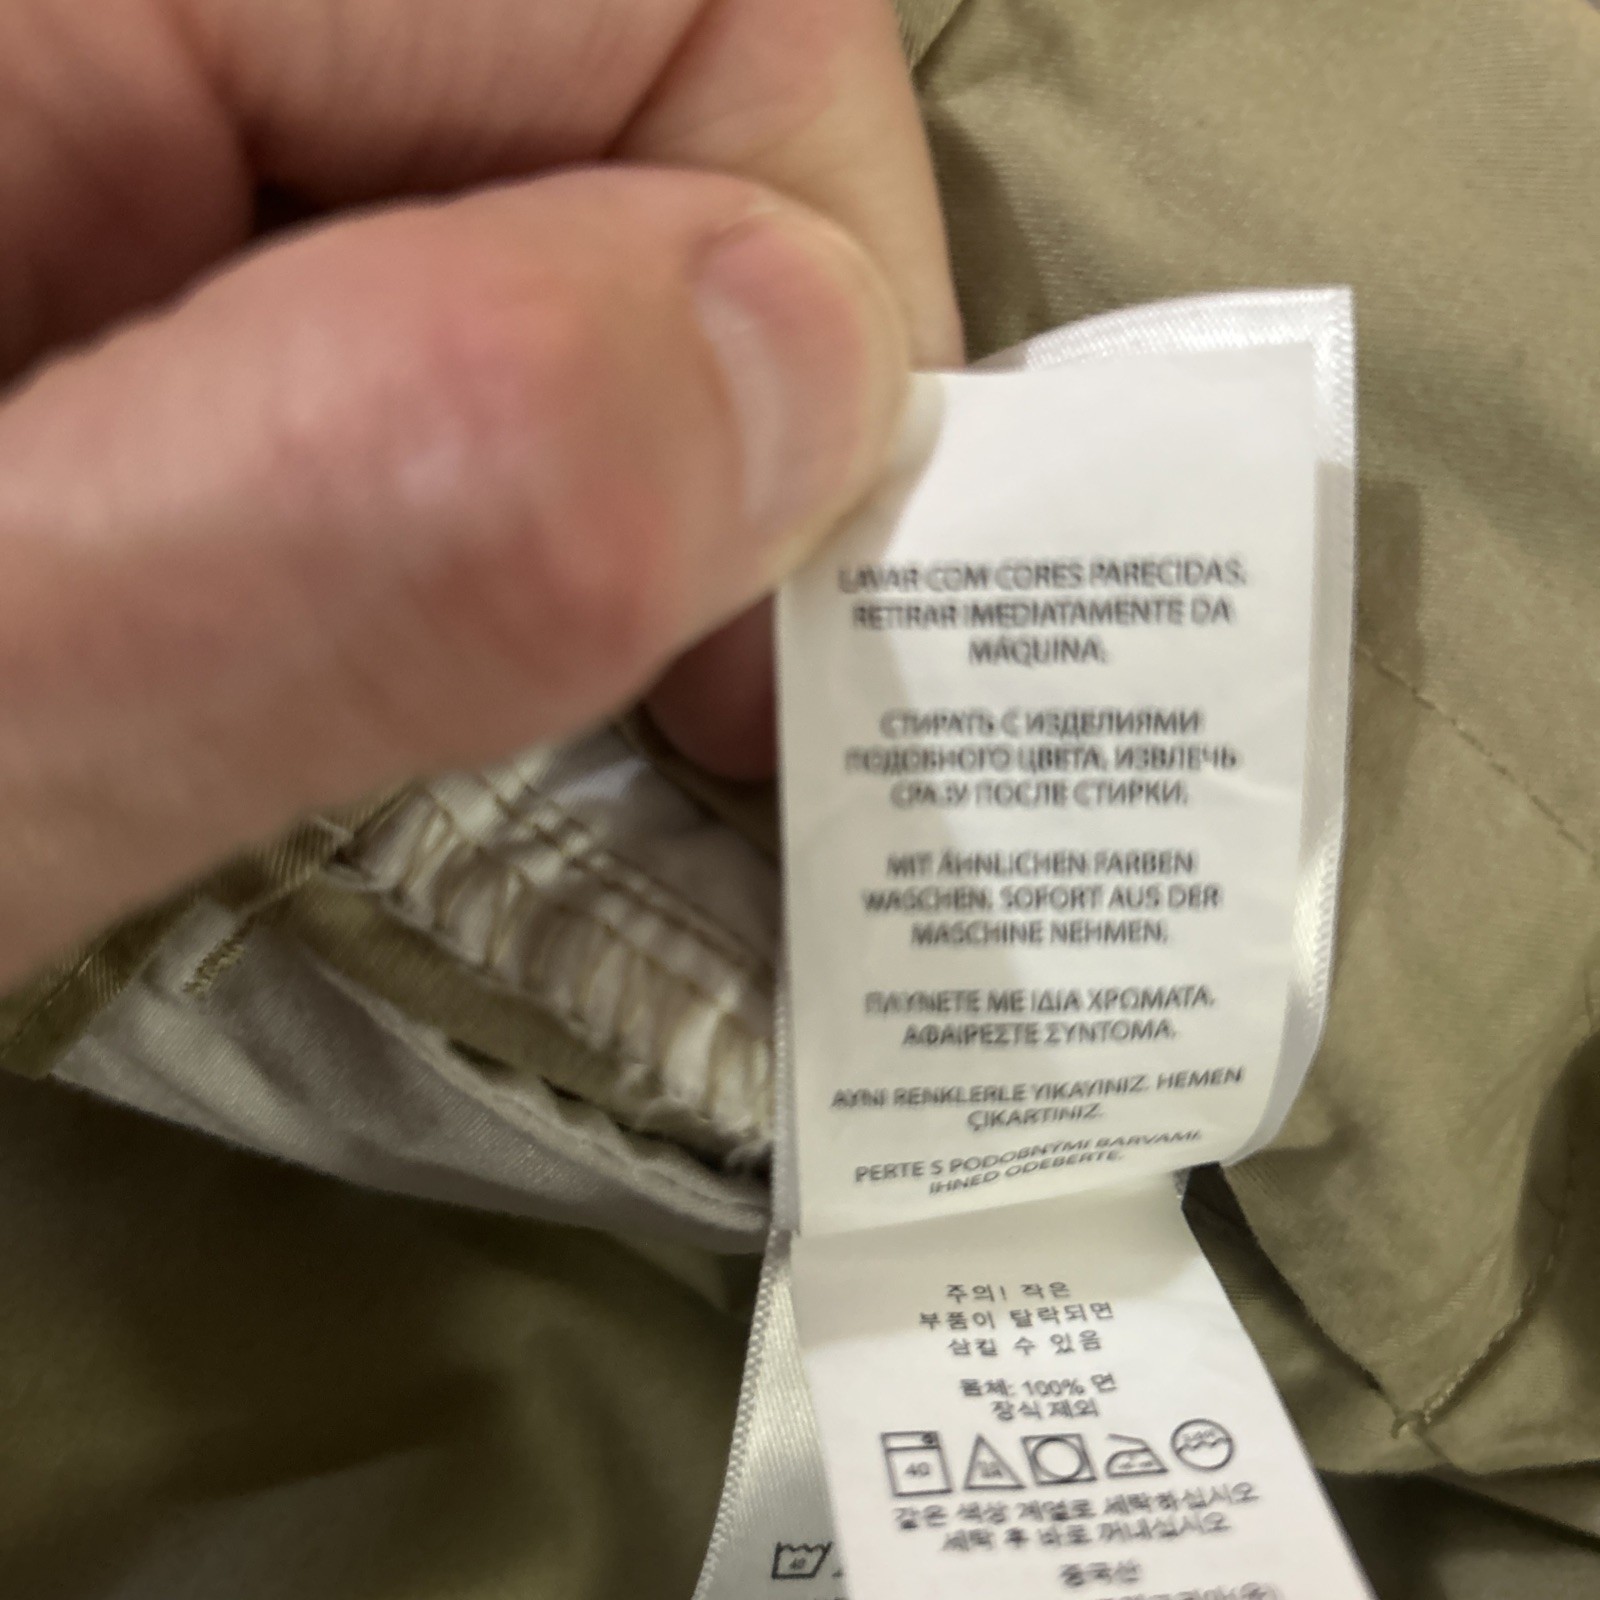 LAVAR COM CORES PARECIDAS.
RETIRAR IMEDIATAMENTE DA
MÁQUINA.
СТИРАТЬ С ИЗДЕЛИЯМИ
ПОДОБНОГО ЦВЕТА. ИЗВЛЕЧЬ
СРАЗУ ПОСЛЕ СТИРКИ.
MIT ÄHNLICHEN FARBEN
WASCHEN. SOFORT AUS DER
MASCHINE NEHMEN.
ΠΛΥΝΕΤΕ ΜΕ ΙΔΙΑ ΧΡΩΜΑΤΑ.
ΑΦΑΙΡΕΣΤΕ ΣΥΝΤΟΜΑ.
AYNI RENKLERLE YIKAYINIZ. HEMEN
ÇIKARTINIZ.
PERTE S PODOBNÝMI BARVAMI.
IHNED ODEBERTE.
주의! 작은
부품이 탈락되면
삼킬 수 있음
몸체: 100% 면
장식 제외
40
같은 색상 계열로 세탁하십시오
세탁 후 바로 꺼내십시오
중국산
40